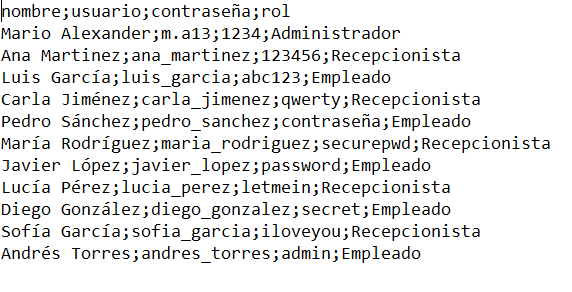 nombre;usuario;contraseña;rol
Mario Alexander;m.a13;1234;Administrador
Ana Martinez;ana_martinez;123456;Recepcionista
Luis García;luis_garcia;abc123;Empleado
Carla Jiménez;carla_jimenez;qwerty;Recepcionista
Pedro Sánchez;pedro_sanchez;contraseña;Empleado
María Rodríguez;maria_rodriguez;securepwd;Recepcionista
Javier López;javier_lopez;password;Empleado
Lucía Pérez;lucia_perez;letmein;Recepcionista
Diego González;diego_gonzalez;secret;Empleado
Sofía García;sofia_garcia;iloveyou;Recepcionista
Andrés Torres;andres_torres;admin;Empleado